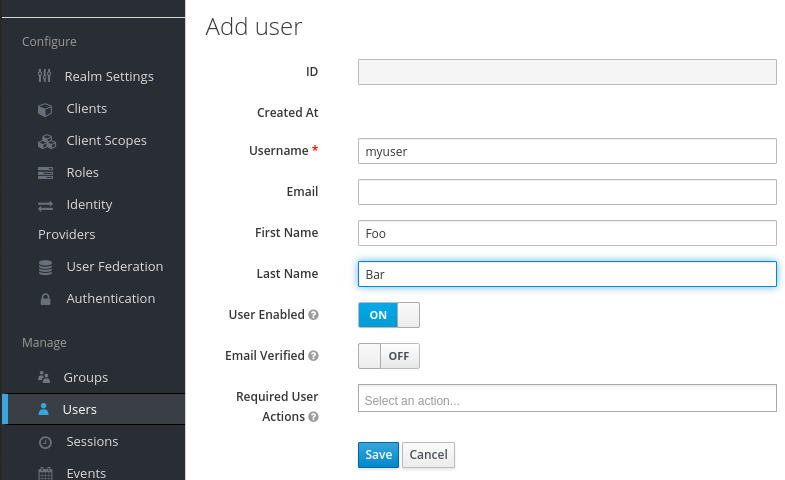 Configure
Realm Settings
Clients
Client Scopes
Roles
Identity
Providers
User Federation
Authentication
Manage
Groups
Users
Sessions
Events
Add user
ID
Created At
Username *
myuser
Email
First Name
Foo
Last Name
Bar
User Enabled ?
ON
Email Verified ?
OFF
Required User
Actions ?
Select an action...
Save
Cancel